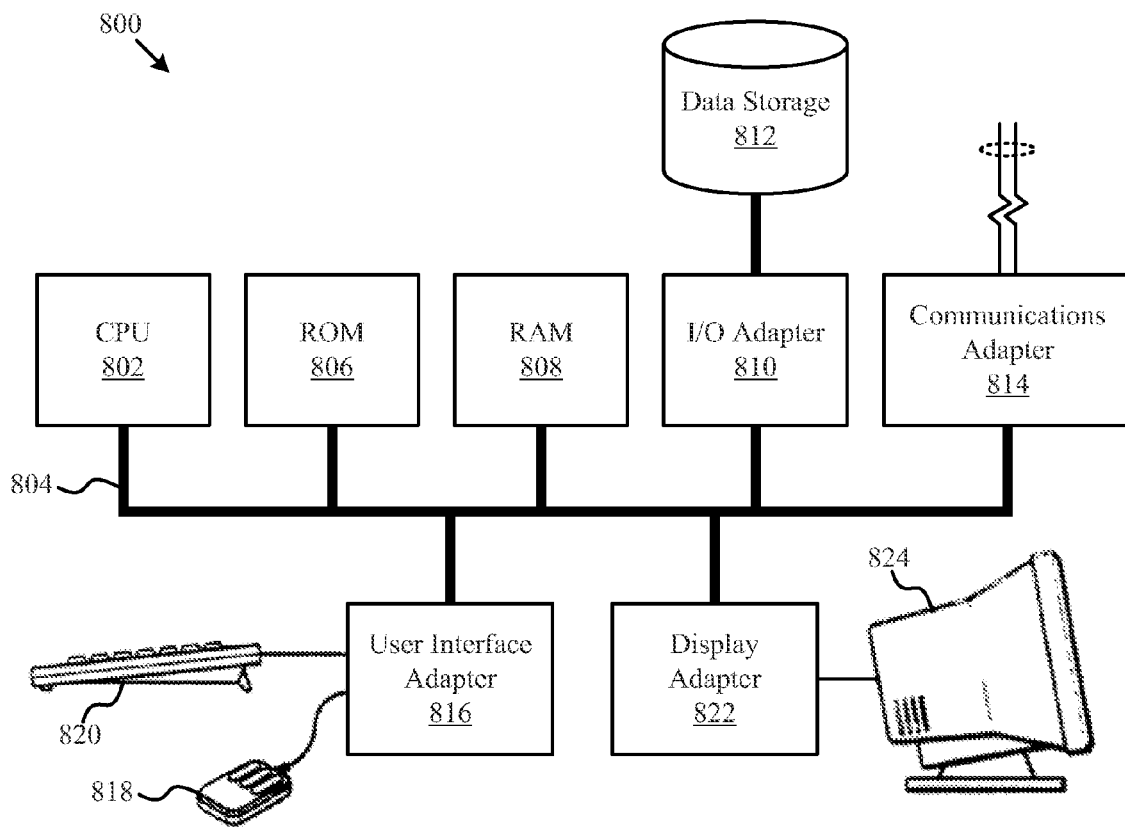 800
Data Storage
812
CPU
802
ROM
806
RAM
808
I/O Adapter
810
Communications
Adapter
814
804
824
User Interface
Adapter
816
Display
Adapter
822
820
818